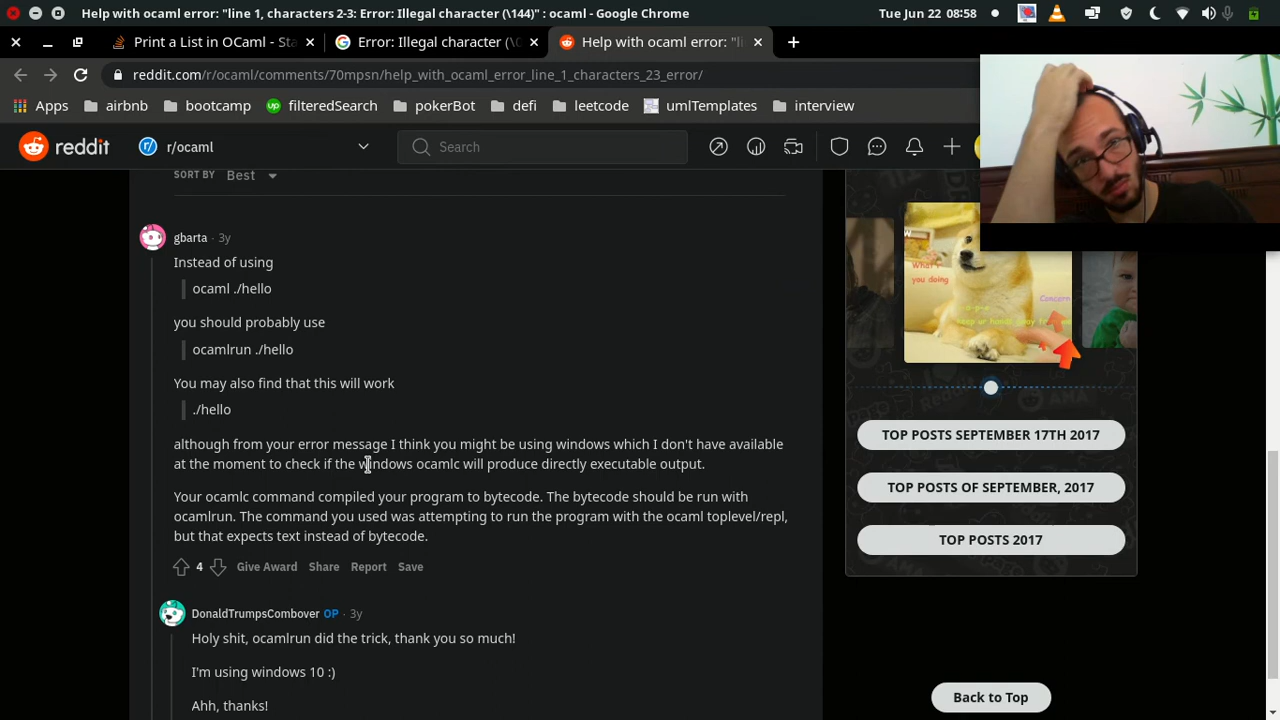 Help with ocaml error: "line 1, characters 2-3: Error: Illegal character (\144)" : ocaml - Google Chrome
Tue Jun 22 08:58
Print a List in OCaml - Sta
Error: Illegal character (\0
Help with ocaml error: "li
reddit.com/r/ocaml/comments/70mpsn/help_with_ocaml_error_line_1_characters_23_error/
Apps
airbnb
bootcamp
up
filteredSearch
pokerBot
defi
leetcode
umlTemplates
interview
reddit
r/ocaml
Search
SORT BY Best
gbarta · 3y
Instead of using
ocaml ./hello
you should probably use
ocamlrun ./hello
You may also find that this will work
./hello
although from your error message I think you might be using windows which I don't have available
at the moment to check if the windows ocamlc will produce directly executable output.
Your ocamlc command compiled your program to bytecode. The bytecode should be run with
ocamlrun. The command you used was attempting to run the program with the ocaml toplevel/repl,
but that expects text instead of bytecode.
4 Give Award Share Report Save
DonaldTrumpsCombover OP · 3y
Holy shit, ocamlrun did the trick, thank you so much!
I'm using windows 10 :)
Ahh, thanks!
you doing
Concern
TOP POSTS SEPTEMBER 17TH 2017
TOP POSTS OF SEPTEMBER, 2017
TOP POSTS 2017
Back to Top